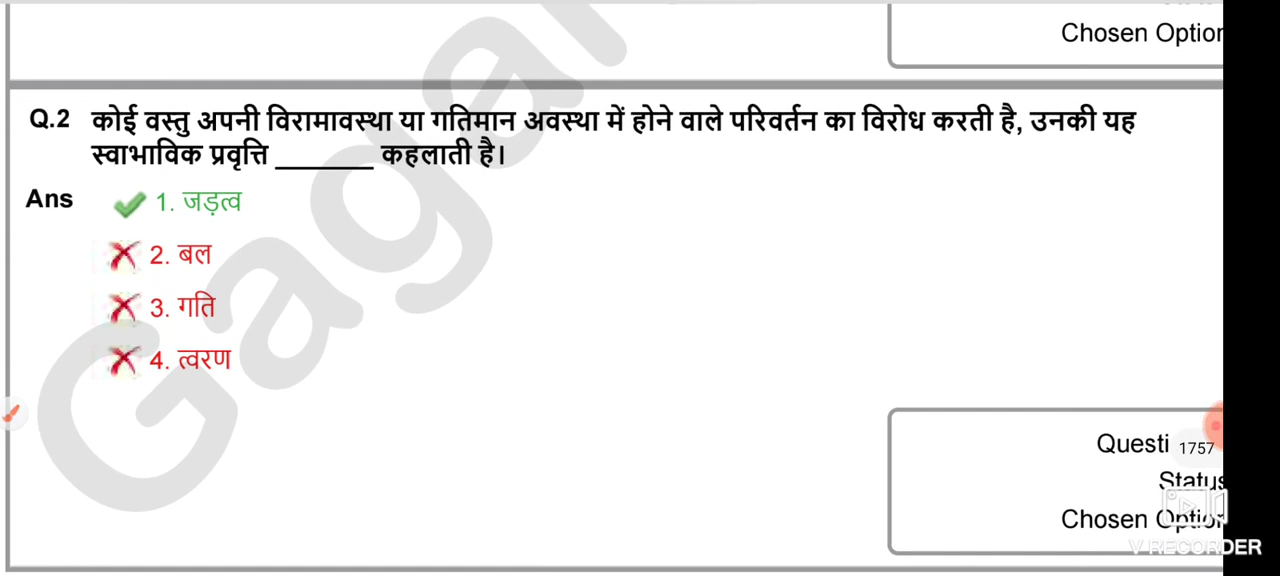 Chosen Option
Q.2 कोई वस्तु अपनी विरामावस्था या गतिमान अवस्था में होने वाले परिवर्तन का विरोध करती है, उनकी यह
स्वाभाविक प्रवृत्ति _______ कहलाती है।
Ans 1. जड़त्व
2. बल
3. गति
4. त्वरण
Gaga
Questi 1757
Status
Chosen Option
V RECORDER